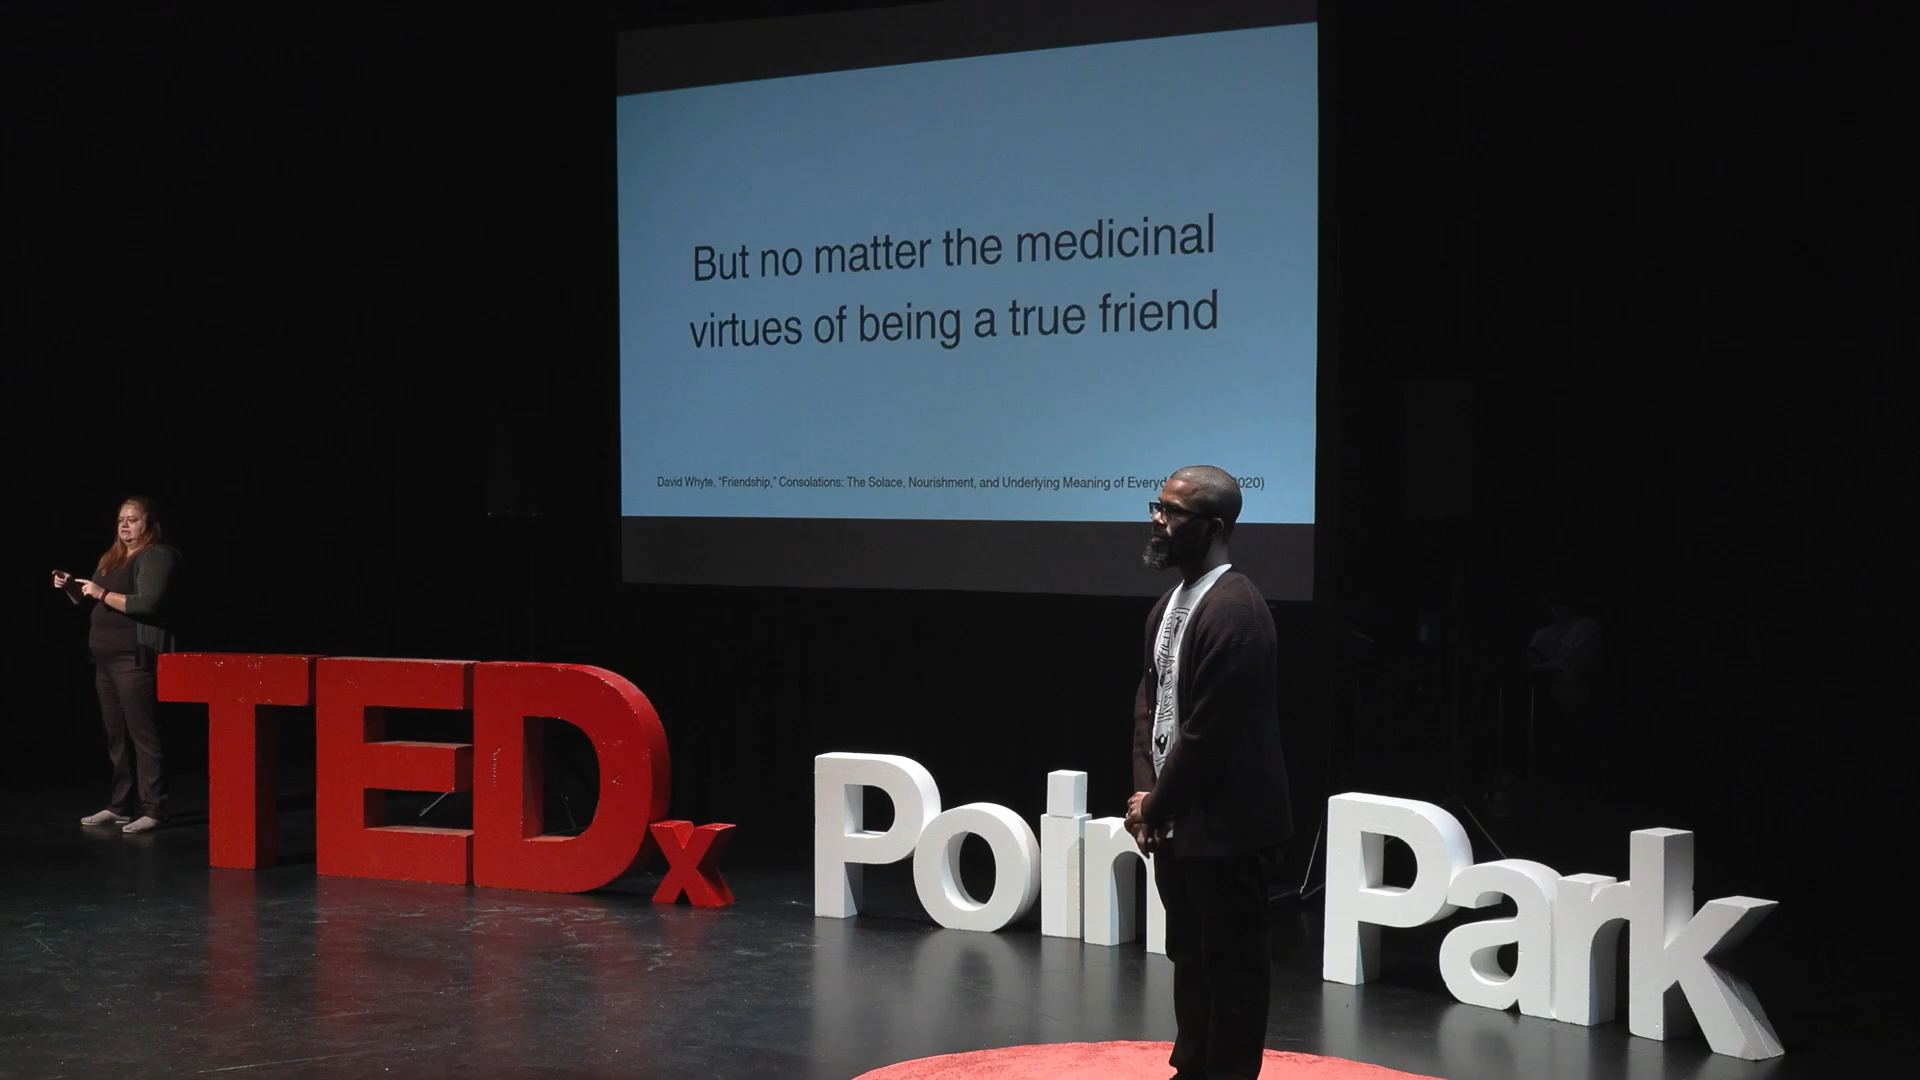 But no matter the medicinal
virtues of being a true friend
David Whyte, "Friendship," Consolations: The Solace, Nourishment, and Underlying Meaning of 2020)
TEDx Poin Park